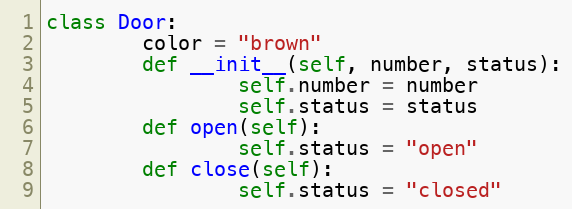 1 class Door:
2         color = "brown"
3         def __init__(self, number, status):
4                 self.number = number
5                 self.status = status
6         def open(self):
7                 self.status = "open"
8         def close(self):
9                 self.status = "closed"